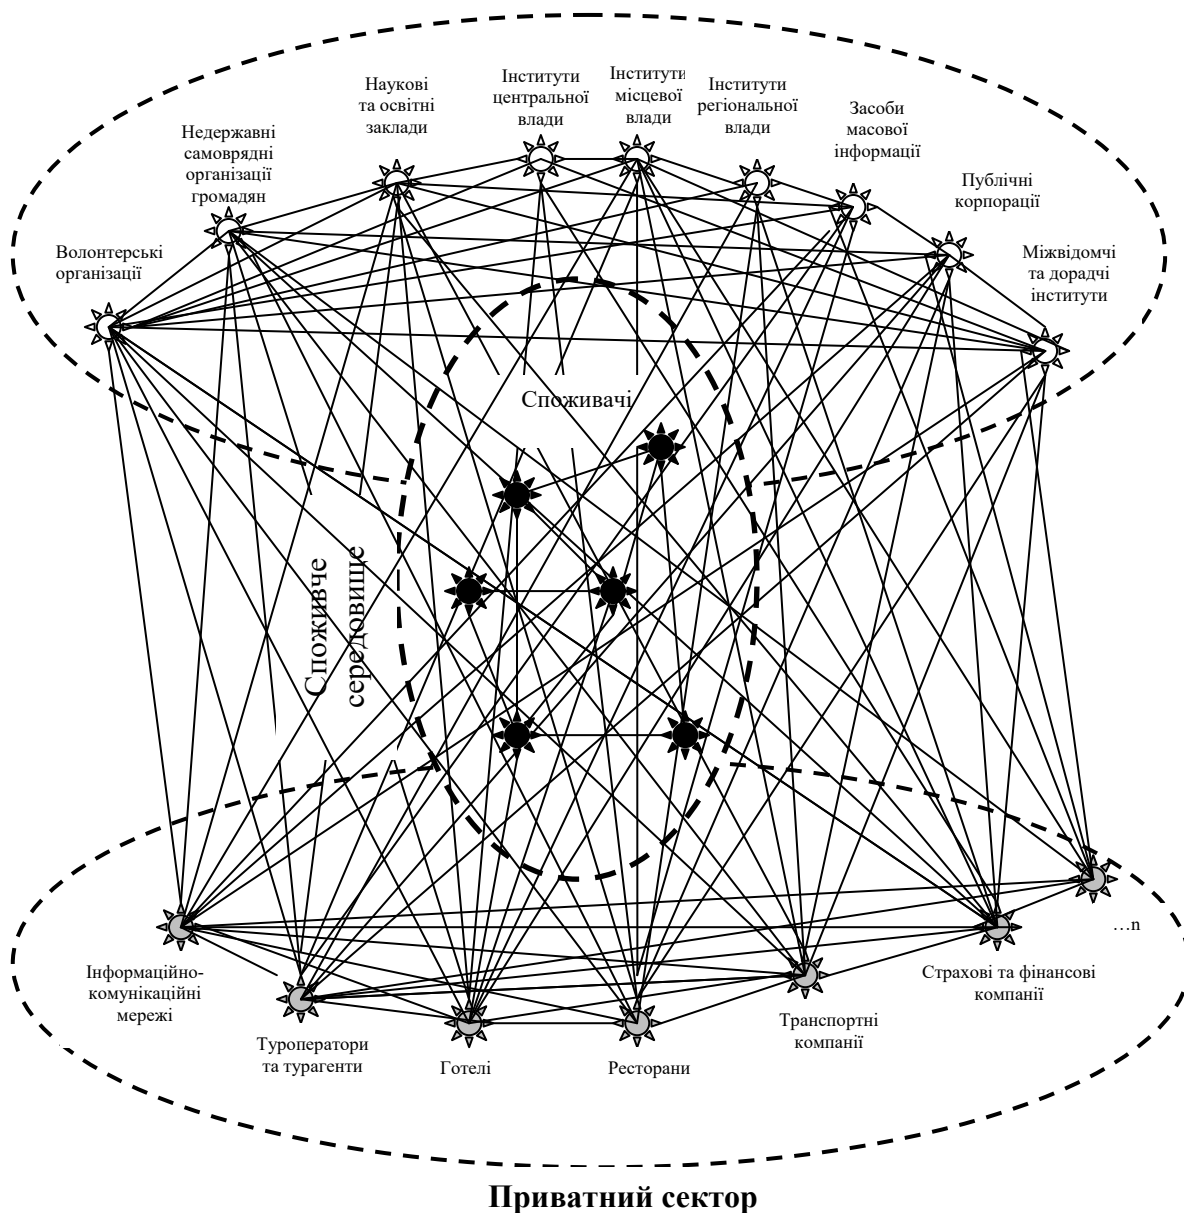 Наукові
та освітні
заклади
Інститути
центральної
влади
Інститути
місцевої
влади
Інститути
регіональної
влади
Засоби
масової
інформації
Недержавні
самоврядні
організації
громадян
Публічні
корпорації
Волонтерські
організації
Міжвідомчі
та дорадчі
інститути
Споживачі
Споживче
середовище
…n
Інформаційно-
комунікаційні
мережі
Туроператори
та турагенти
Готелі
Ресторани
Транспортні
компанії
Страхові та фінансові
компанії
Приватний сектор